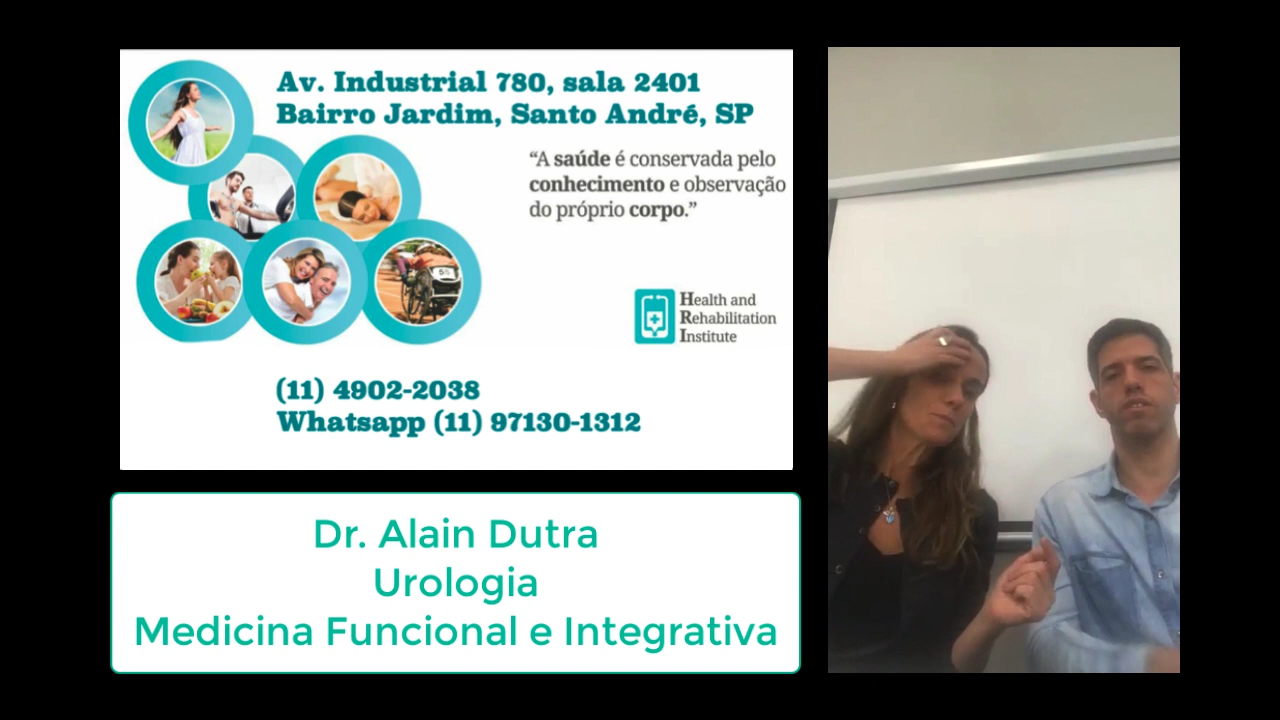 Av. Industrial 780, sala 2401
Bairro Jardim, Santo André, SP
“A saúde é conservada pelo
conhecimento e observação
do próprio corpo.”
Health and
Rehabilitation
Institute
(11) 4902-2038
Whatsapp (11) 97130-1312
Dr. Alain Dutra
Urologia
Medicina Funcional e Integrativa